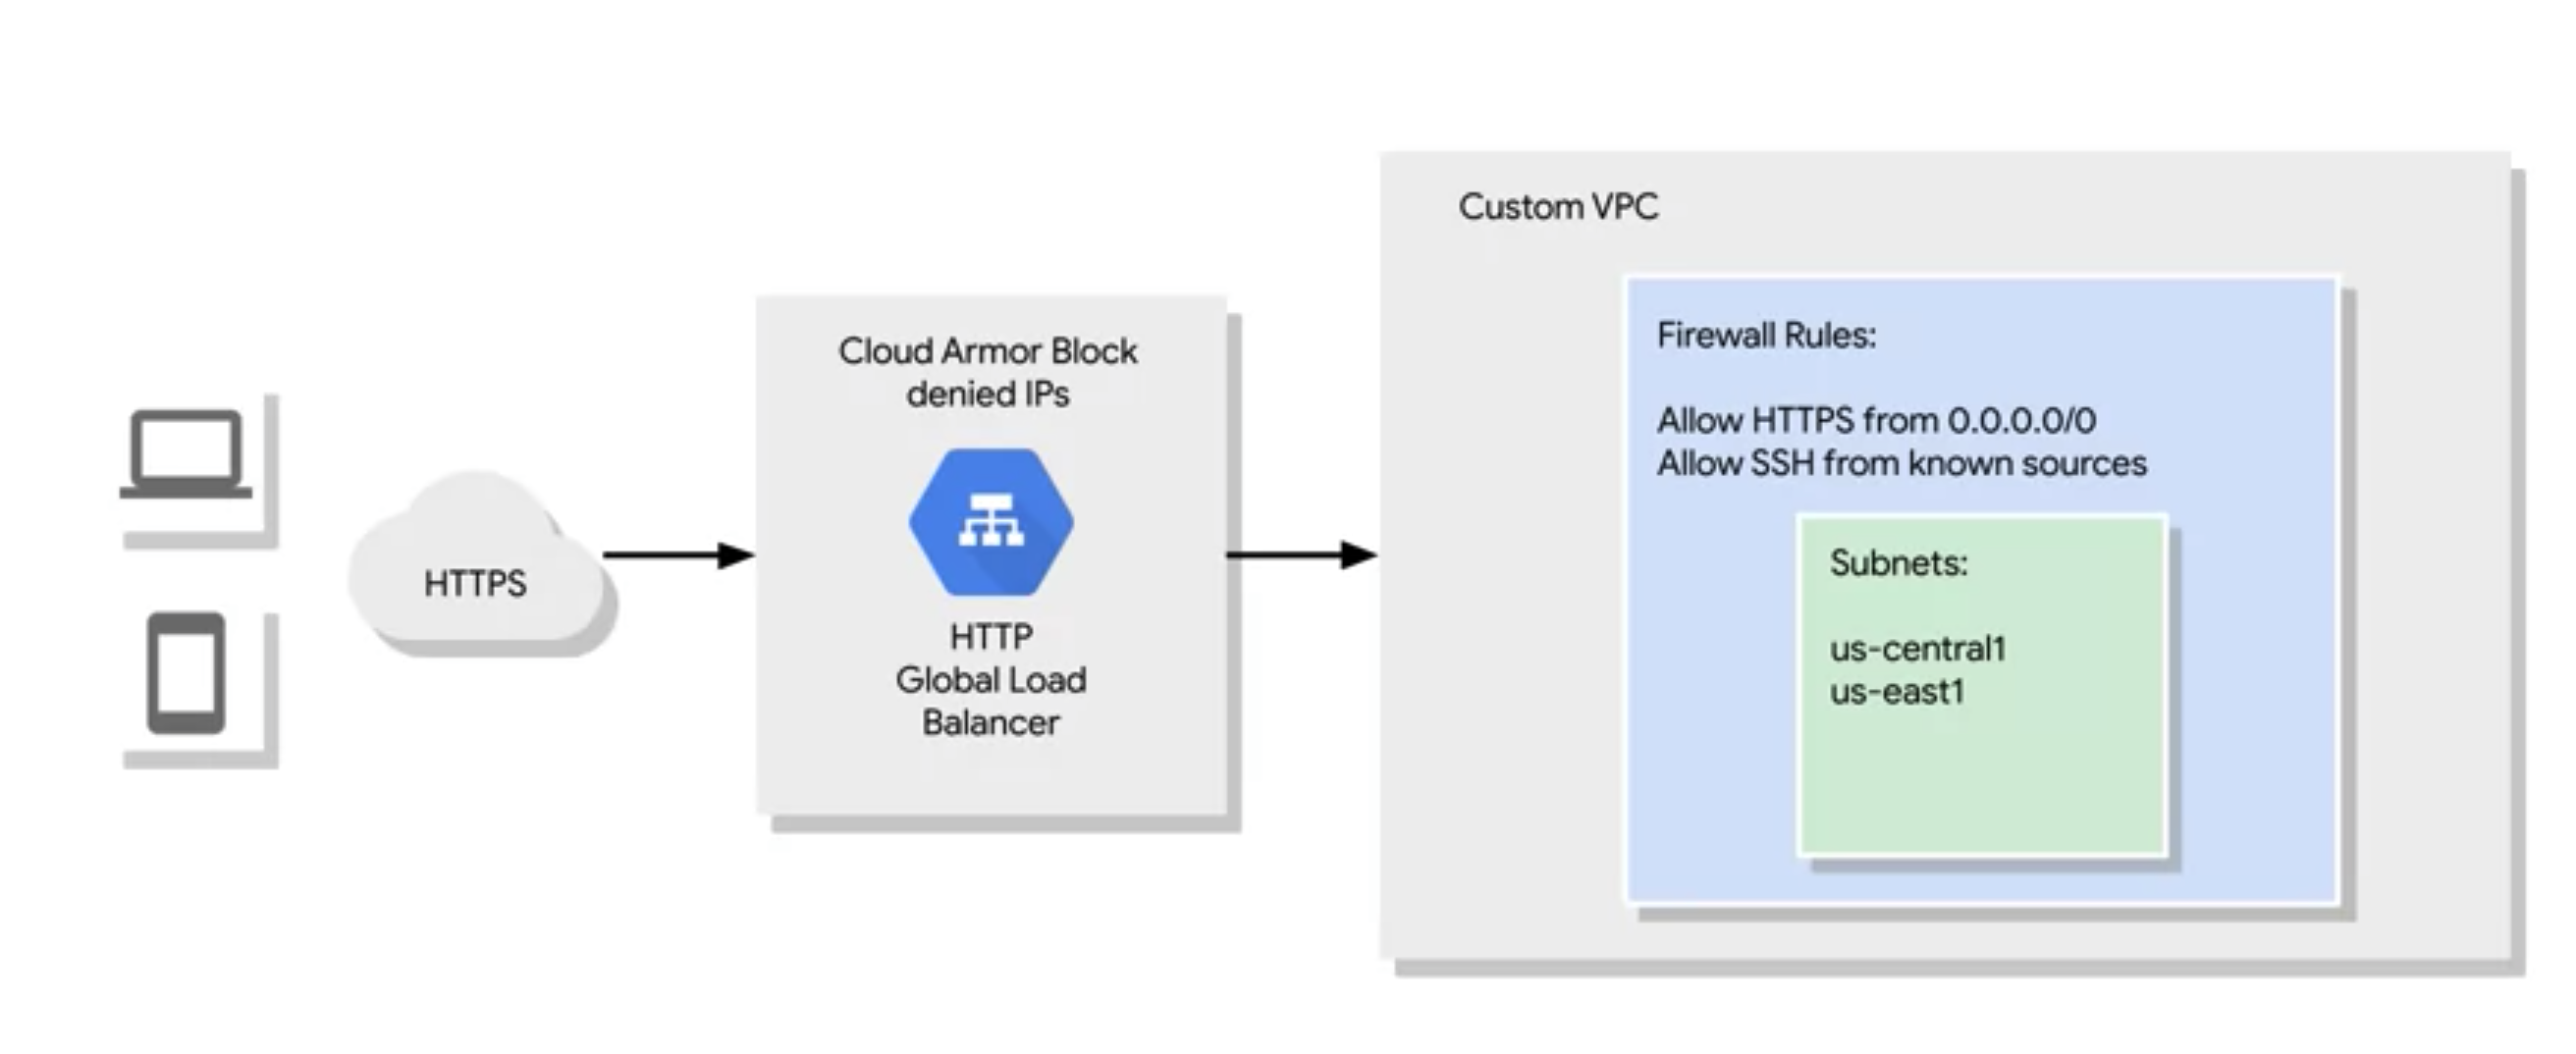 HTTPS
Cloud Armor Block
denied IPs
HTTP
Global Load
Balancer
Custom VPC
Firewall Rules:
Allow HTTPS from 0.0.0.0/0
Allow SSH from known sources
Subnets:
us-central1
us-east1